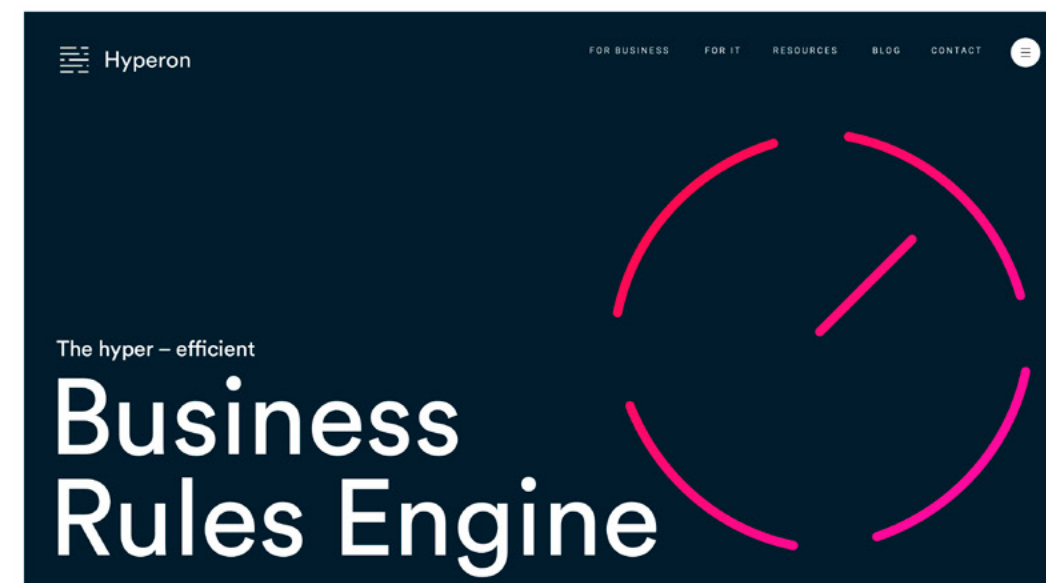 Hyperon
FOR BUSINESS FOR IT RESOURCES BLOG CONTACT
The hyper – efficient
Business
Rules Engine